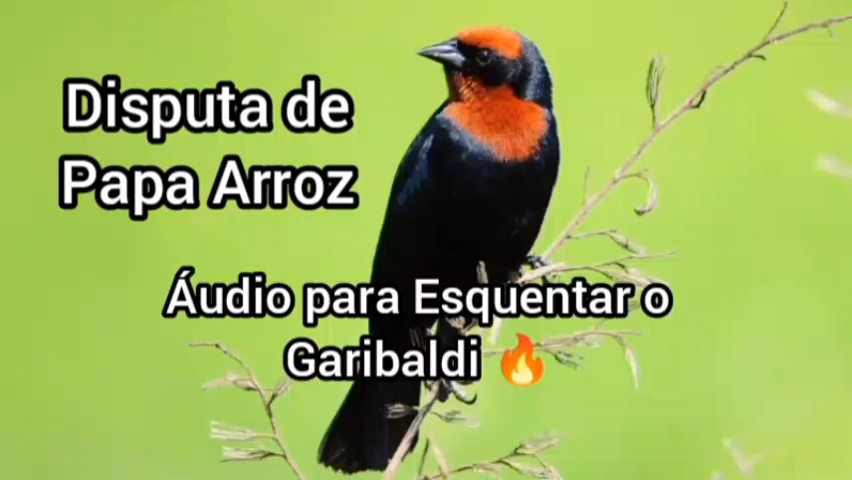 Disputa de
Papa Arroz
Áudio para Esquentar o
Garibaldi 🔥